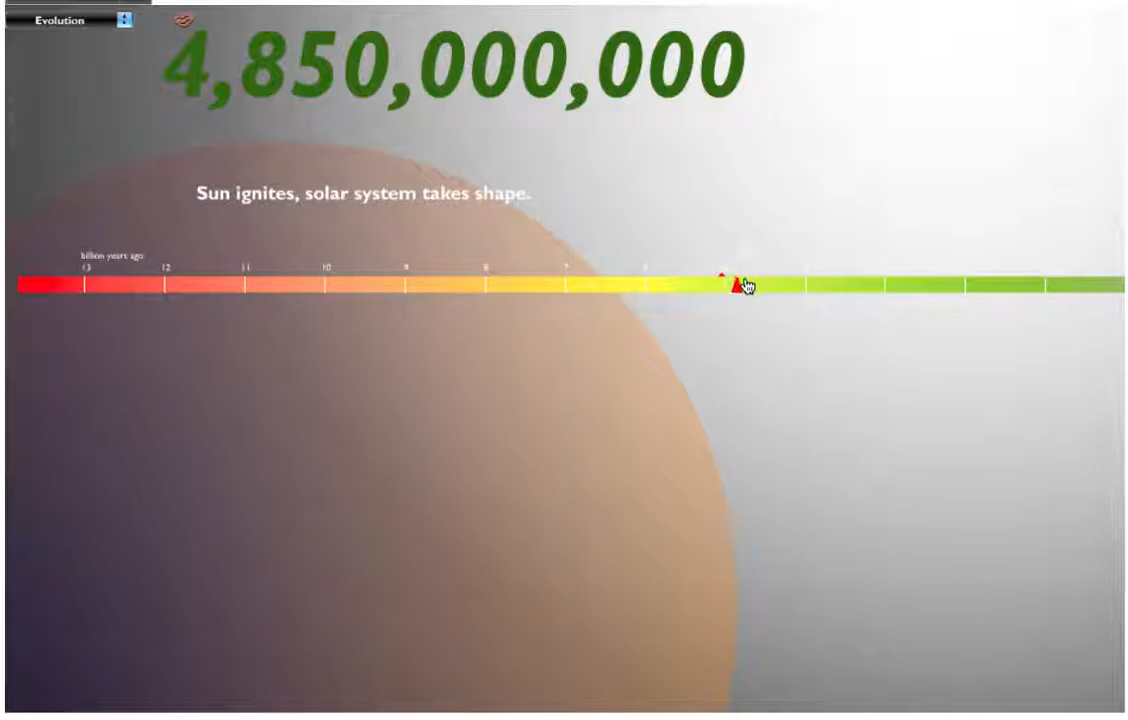 Evolution
4,850,000,000
Sun ignites, solar system takes shape.
billion years ago
13 12 11 10 9 8 7 6